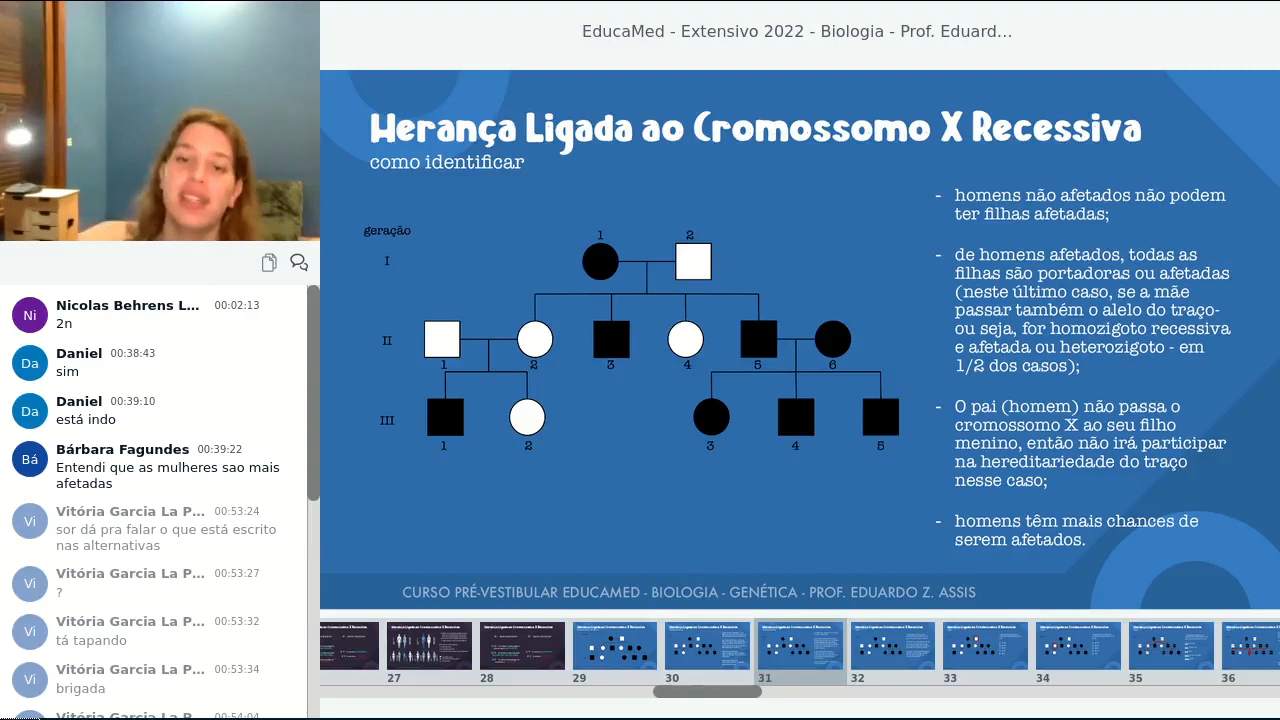 EducaMed - Extensivo 2022 - Biologia - Prof. Eduard...
Herança Ligada ao Cromossomo X Recessiva
como identificar
geração
I
1
2
II
1
2
3
4
5
6
III
1
2
3
4
5
- homens não afetados não podem
ter filhas afetadas;
- de homens afetados, todas as
filhas são portadoras ou afetadas
(neste último caso, se a mãe
passar também o alelo do traço-
ou seja, for homozigoto recessiva
e afetada ou heterozigoto - em
1/2 dos casos);
- O pai (homem) não passa o
cromossomo X ao seu filho
menino, então não irá participar
na hereditariedade do traço
nesse caso;
- homens têm mais chances de
serem afetados.
CURSO PRÉ-VESTIBULAR EDUCAMED - BIOLOGIA - GENÉTICA - PROF. EDUARDO Z. ASSIS
Ni
Nicolas Behrens L... 00:02:13
2n
Da
Daniel 00:38:43
sim
Da
Daniel 00:39:10
está indo
Bá
Bárbara Fagundes 00:39:22
Entendi que as mulheres sao mais
afetadas
Vi
Vitória Garcia La P... 00:53:24
sor dá pra falar o que está escrito
nas alternativas
Vi
Vitória Garcia La P... 00:53:27
?
Vi
Vitória Garcia La P... 00:53:32
tá tapando
Vi
Vitória Garcia La P... 00:53:34
brigada
Vitória Garcia La P... 00:54:04
27
28
29
30
31
32
33
34
35
36